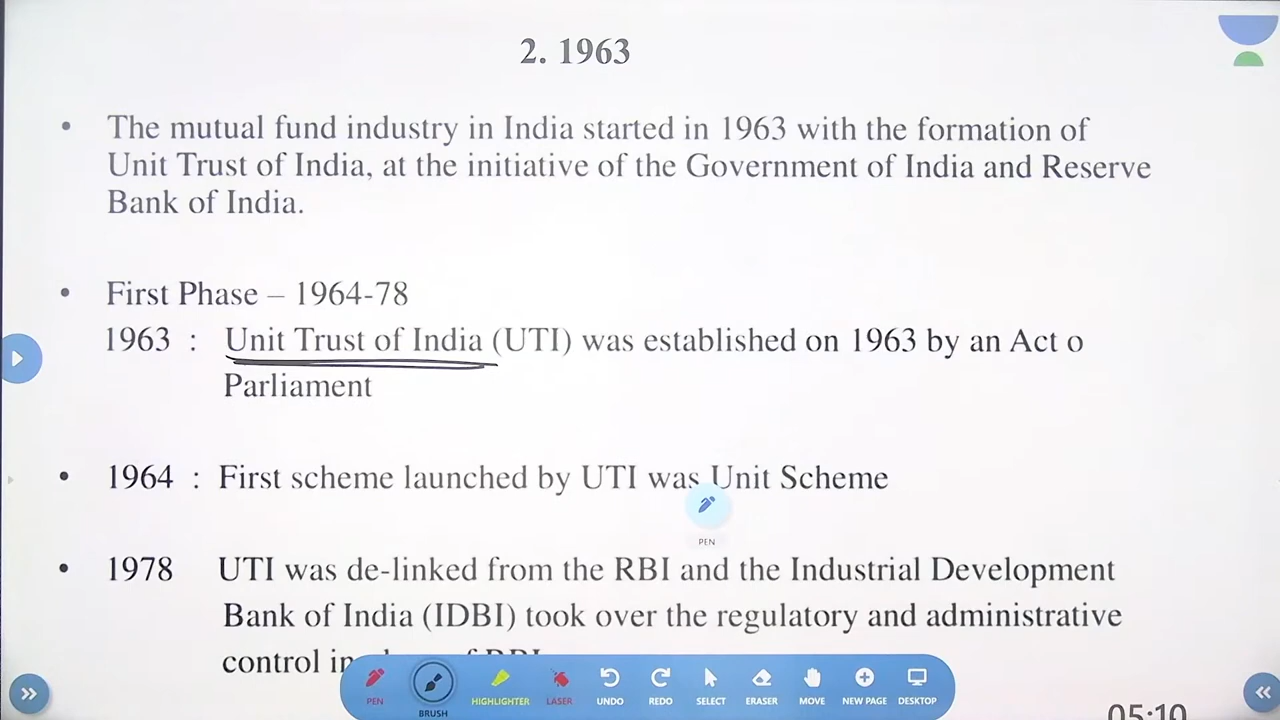 2. 1963
• The mutual fund industry in India started in 1963 with the formation of
Unit Trust of India, at the initiative of the Government of India and Reserve
Bank of India.
• First Phase – 1964-78
1963 : Unit Trust of India (UTI) was established on 1963 by an Act o
Parliament
• 1964 : First scheme launched by UTI was Unit Scheme
PEN
• 1978 UTI was de-linked from the RBI and the Industrial Development
Bank of India (IDBI) took over the regulatory and administrative
control in
PEN BRUSH HIGHLIGHTER LASER UNDO REDO SELECT ERASER MOVE NEW PAGE DESKTOP
05:10